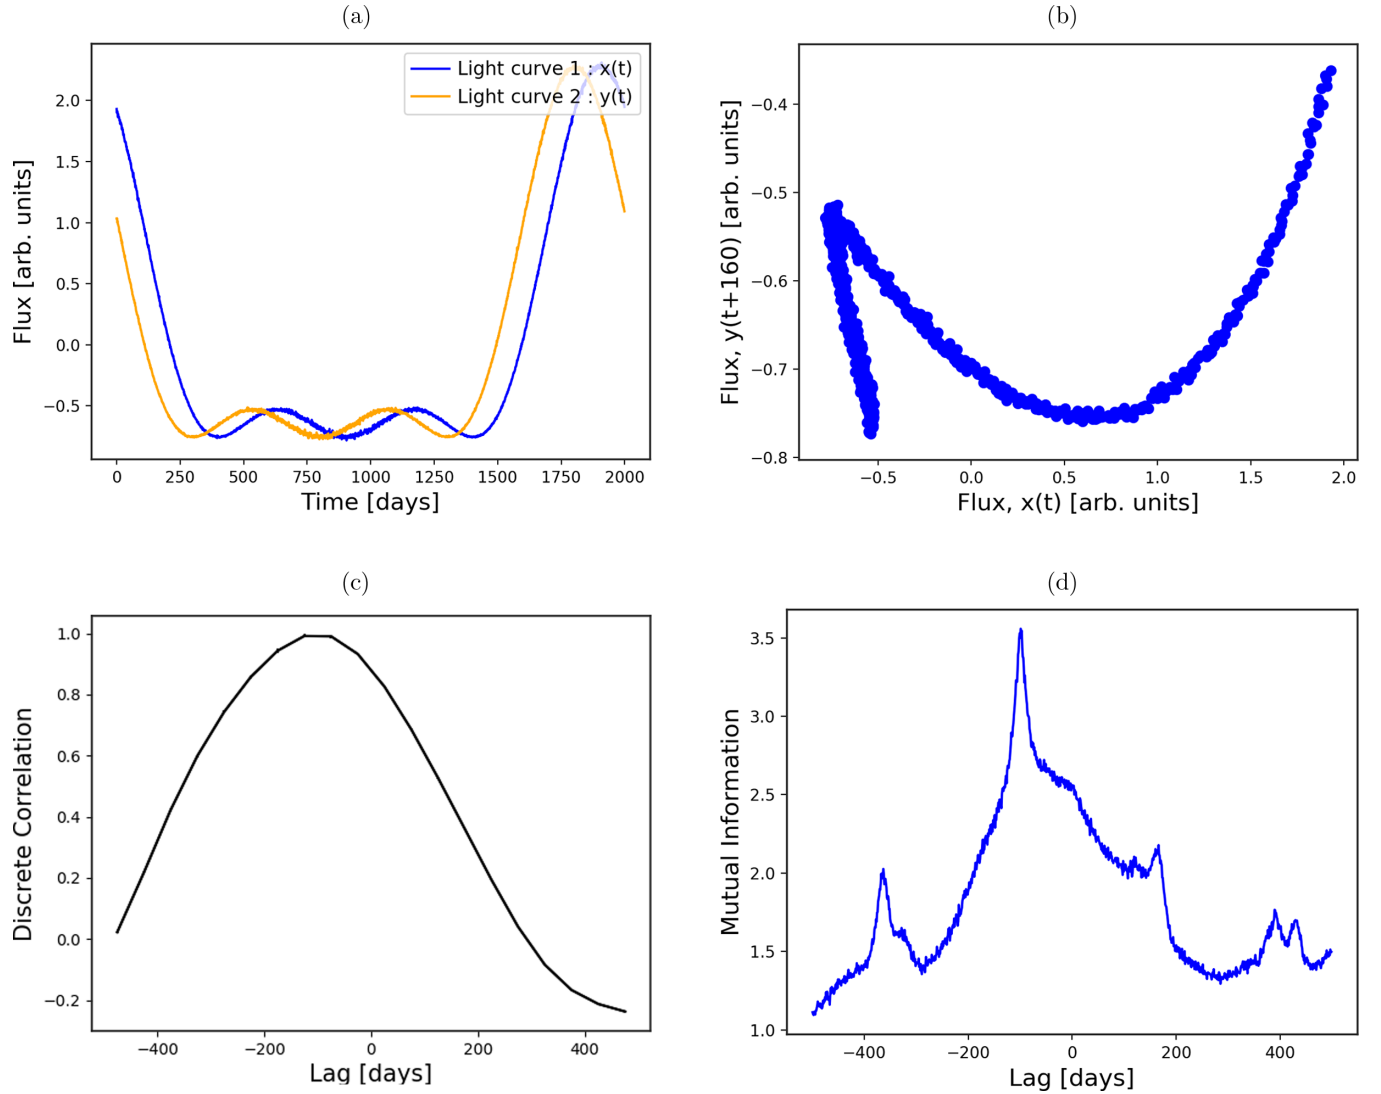 (a)
2.0
1.5
1.0
0.5
0.0
−0.5
Flux [arb. units]
Light curve 1 : x(t)
Light curve 2 : y(t)
0 250 500 750 1000 1250 1500 1750 2000
Time [days]
(b)
−0.4
−0.5
−0.6
−0.7
−0.8
Flux, y(t+160) [arb. units]
−0.5 0.0 0.5 1.0 1.5 2.0
Flux, x(t) [arb. units]
(c)
1.0
0.8
0.6
0.4
0.2
0.0
−0.2
Discrete Correlation
−400 −200 0 200 400
Lag [days]
(d)
3.5
3.0
2.5
2.0
1.5
1.0
Mutual Information
−400 −200 0 200 400
Lag [days]